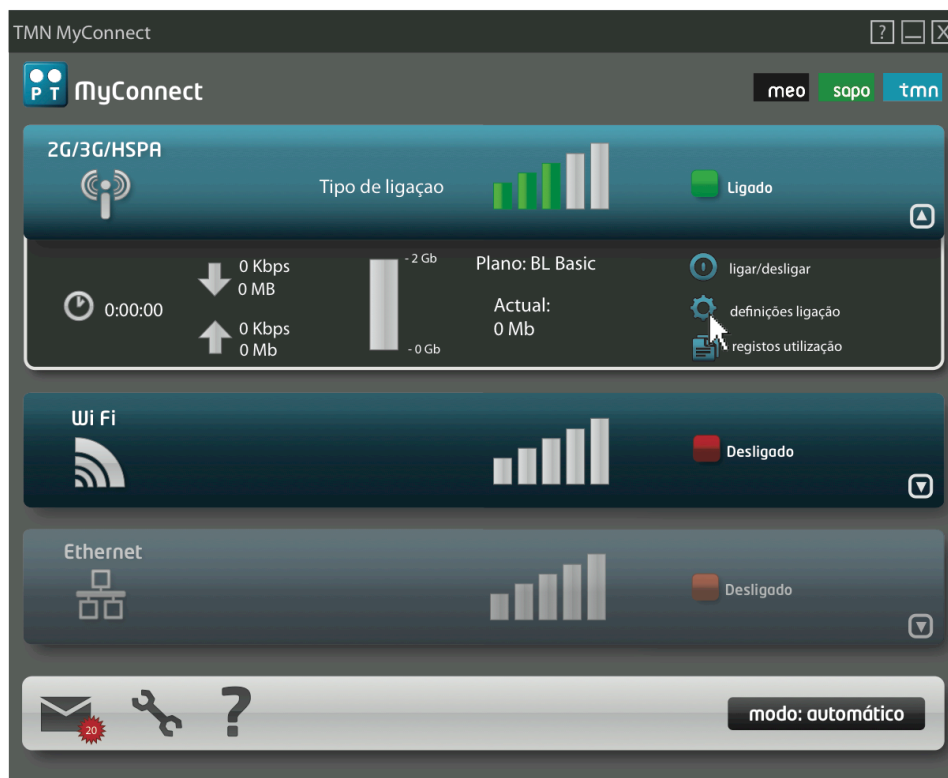 TMN MyConnect
? _ X
PT MyConnect
meo sapo tmn
2G/3G/HSPA
Tipo de ligaçao
Ligado
0:00:00
0 Kbps
0 MB
0 Kbps
0 Mb
- 2 Gb
- 0 Gb
Plano: BL Basic
Actual:
0 Mb
ligar/desligar
definições ligação
registos utilização
Wi Fi
Desligado
Ethernet
Desligado
20
?
modo: automático